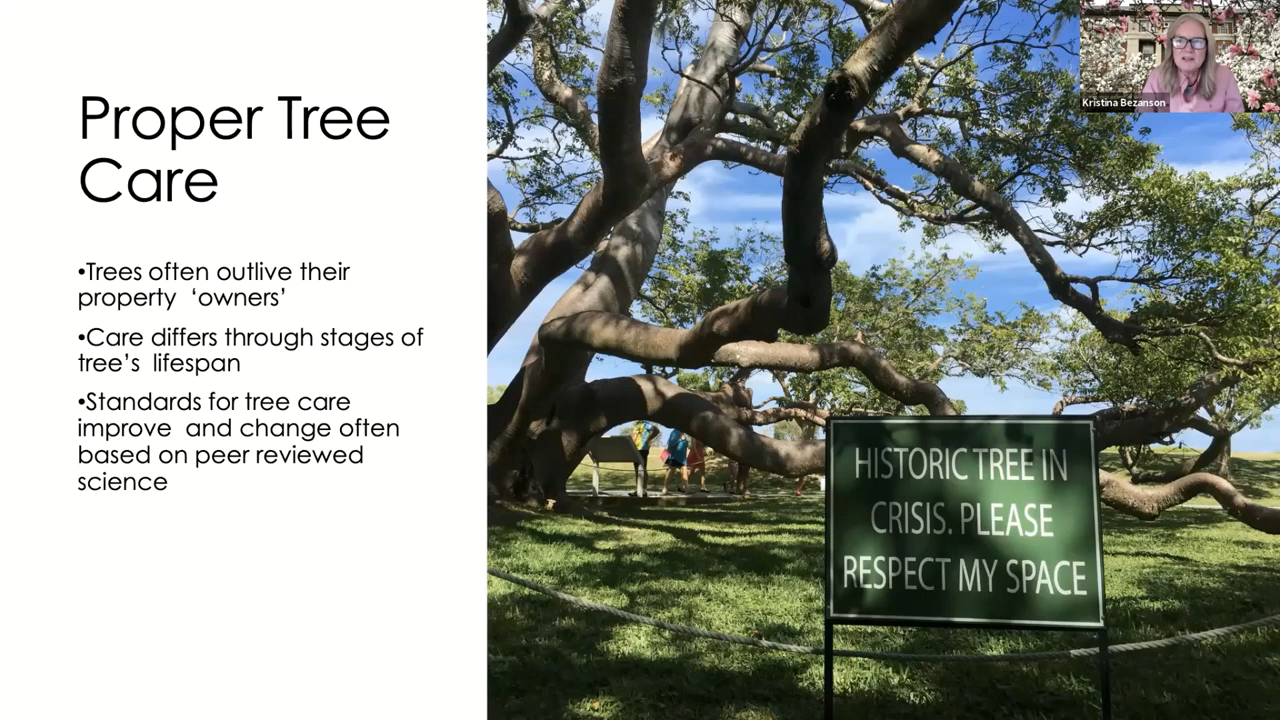 Proper Tree
Care
•Trees often outlive their
property ‘owners’
•Care differs through stages of
tree’s lifespan
•Standards for tree care
improve and change often
based on peer reviewed
science
Kristina Bezanson
HISTORIC TREE IN
CRISIS. PLEASE
RESPECT MY SPACE